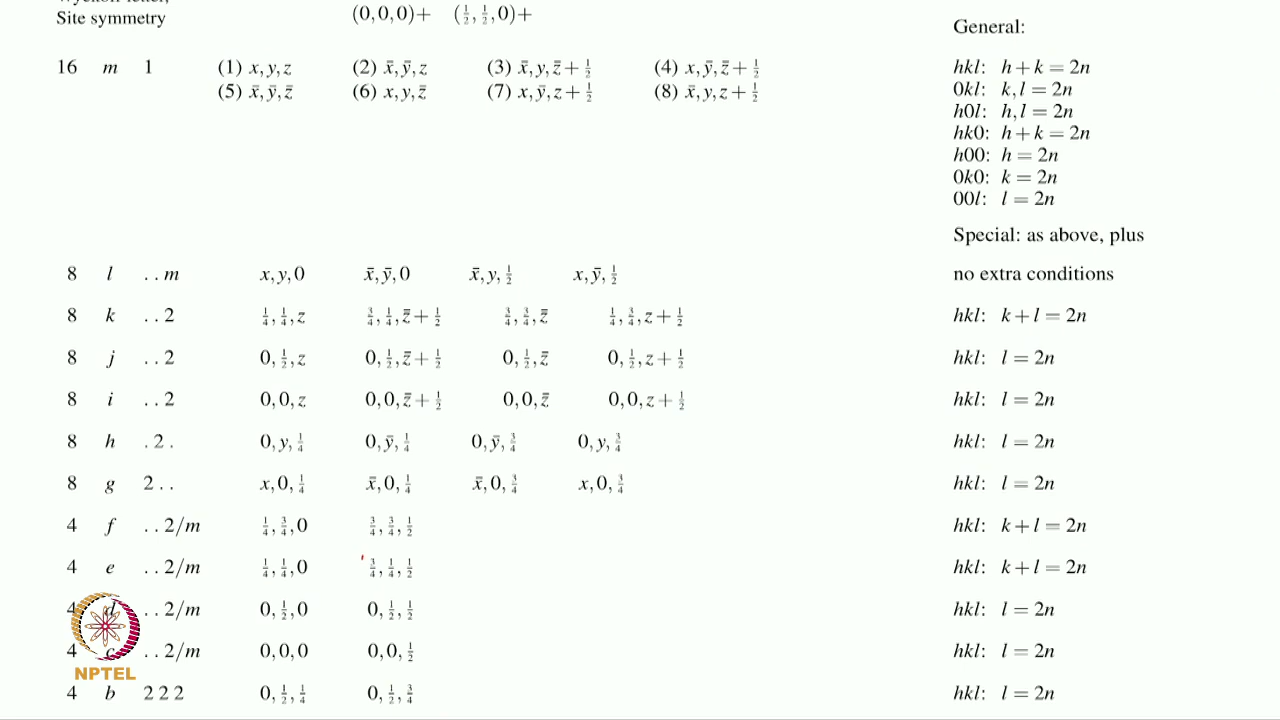 Wyckoff letter,
Site symmetry (0,0,0)+ (½,½,0)+
General:
16 m 1 (1) x,y,z (2) x̄,ȳ,z (3) x̄,y,z̄+½ (4) x,ȳ,z̄+½ hkl: h+k=2n
(5) x̄,ȳ,z̄ (6) x,y,z̄ (7) x,ȳ,z+½ (8) x̄,y,z+½ 0kl: k,l=2n
h0l: h,l=2n
hk0: h+k=2n
h00: h=2n
0k0: k=2n
00l: l=2n
Special: as above, plus
8 l ..m x,y,0 x̄,ȳ,0 x̄,y,½ x,ȳ,½ no extra conditions
8 k ..2 ¼,¼,z ¾,¼,z̄+½ ¾,¾,z̄ ¼,¾,z+½ hkl: k+l=2n
8 j ..2 0,½,z 0,½,z̄+½ 0,½,z̄ 0,½,z+½ hkl: l=2n
8 i ..2 0,0,z 0,0,z̄+½ 0,0,z̄ 0,0,z+½ hkl: l=2n
8 h .2. 0,y,¼ 0,ȳ,¼ 0,ȳ,¾ 0,y,¾ hkl: l=2n
8 g 2.. x,0,¼ x̄,0,¼ x̄,0,¾ x,0,¾ hkl: l=2n
4 f ..2/m ¼,¾,0 ¾,¾,½ hkl: k+l=2n
4 e ..2/m ¼,¼,0 ¾,¼,½ hkl: k+l=2n
4 d ..2/m 0,½,0 0,½,½ hkl: l=2n
4 c ..2/m 0,0,0 0,0,½ hkl: l=2n
NPTEL
4 b 222 0,½,¼ 0,½,¾ hkl: l=2n